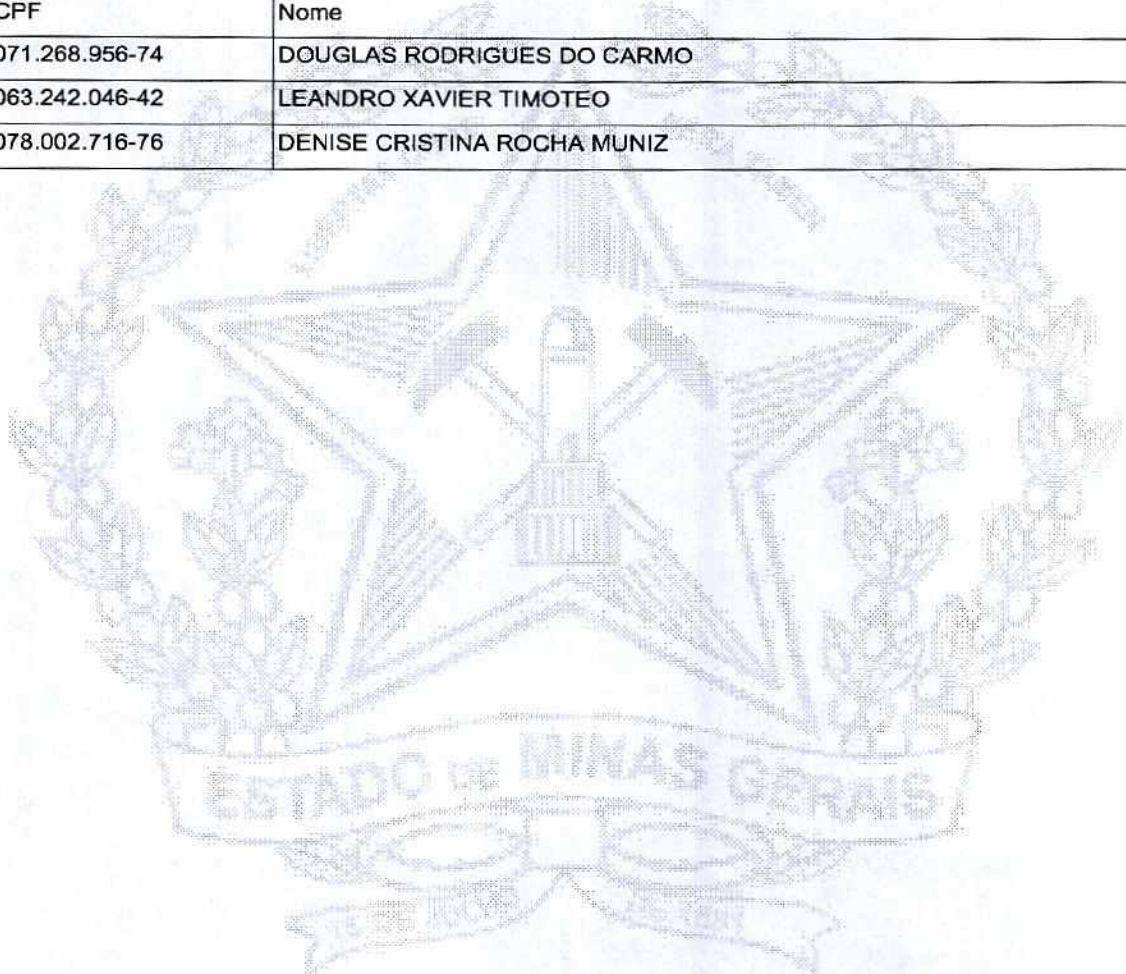 CPF Nome
071.268.956-74 DOUGLAS RODRIGUES DO CARMO
063.242.046-42 LEANDRO XAVIER TIMOTEO
078.002.716-76 DENISE CRISTINA ROCHA MUNIZ
ESTADO DE MINAS GERAIS